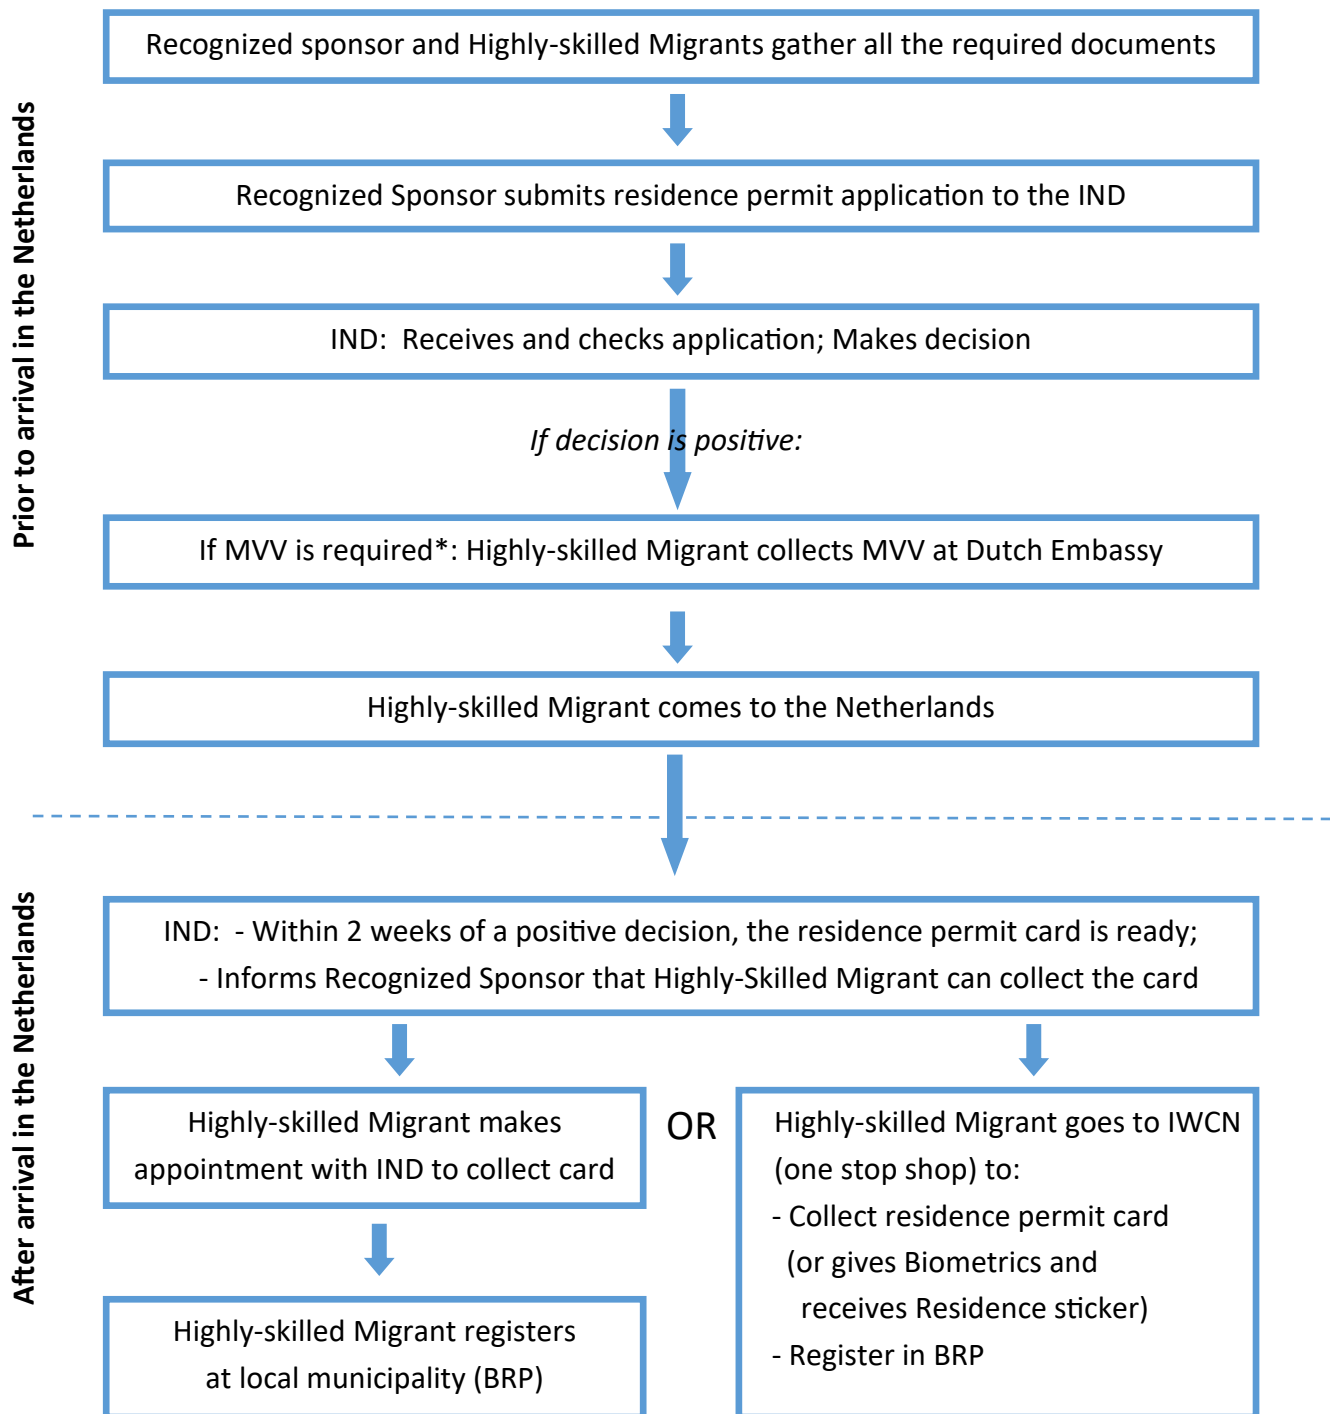 Prior to arrival in the Netherlands
Recognized sponsor and Highly-skilled Migrants gather all the required documents
Recognized Sponsor submits residence permit application to the IND
IND:  Receives and checks application; Makes decision
If decision is positive:
If MVV is required*: Highly-skilled Migrant collects MVV at Dutch Embassy
Highly-skilled Migrant comes to the Netherlands
After arrival in the Netherlands
IND:  - Within 2 weeks of a positive decision, the residence permit card is ready;
- Informs Recognized Sponsor that Highly-Skilled Migrant can collect the card
Highly-skilled Migrant makes
appointment with IND to collect card
Highly-skilled Migrant registers
at local municipality (BRP)
OR
Highly-skilled Migrant goes to IWCN
(one stop shop) to:
- Collect residence permit card
(or gives Biometrics and
receives Residence sticker)
- Register in BRP